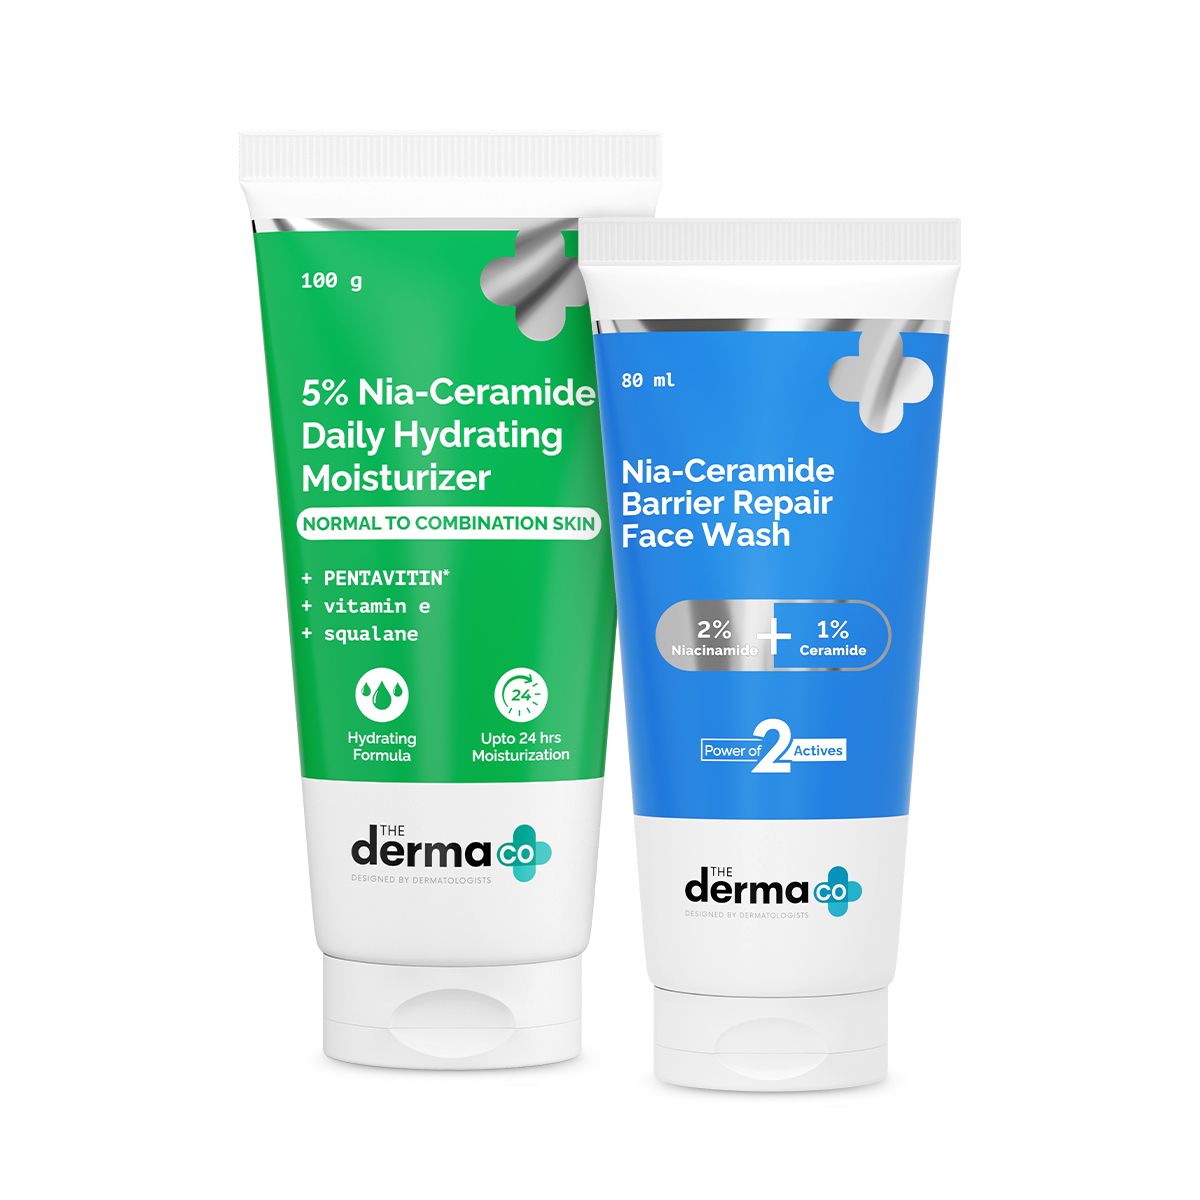 100 g
5% Nia-Ceramide
Daily Hydrating
Moisturizer
NORMAL TO COMBINATION SKIN
+ PENTAVITIN*
+ vitamin e
+ squalane
24
Hydrating
Formula
Upto 24 hrs
Moisturization
THE
derma co
DESIGNED BY DERMATOLOGISTS
80 ml
Nia-Ceramide
Barrier Repair
Face Wash
2% + 1%
Niacinamide Ceramide
Power of 2 Actives
THE
derma co
DESIGNED BY DERMATOLOGISTS